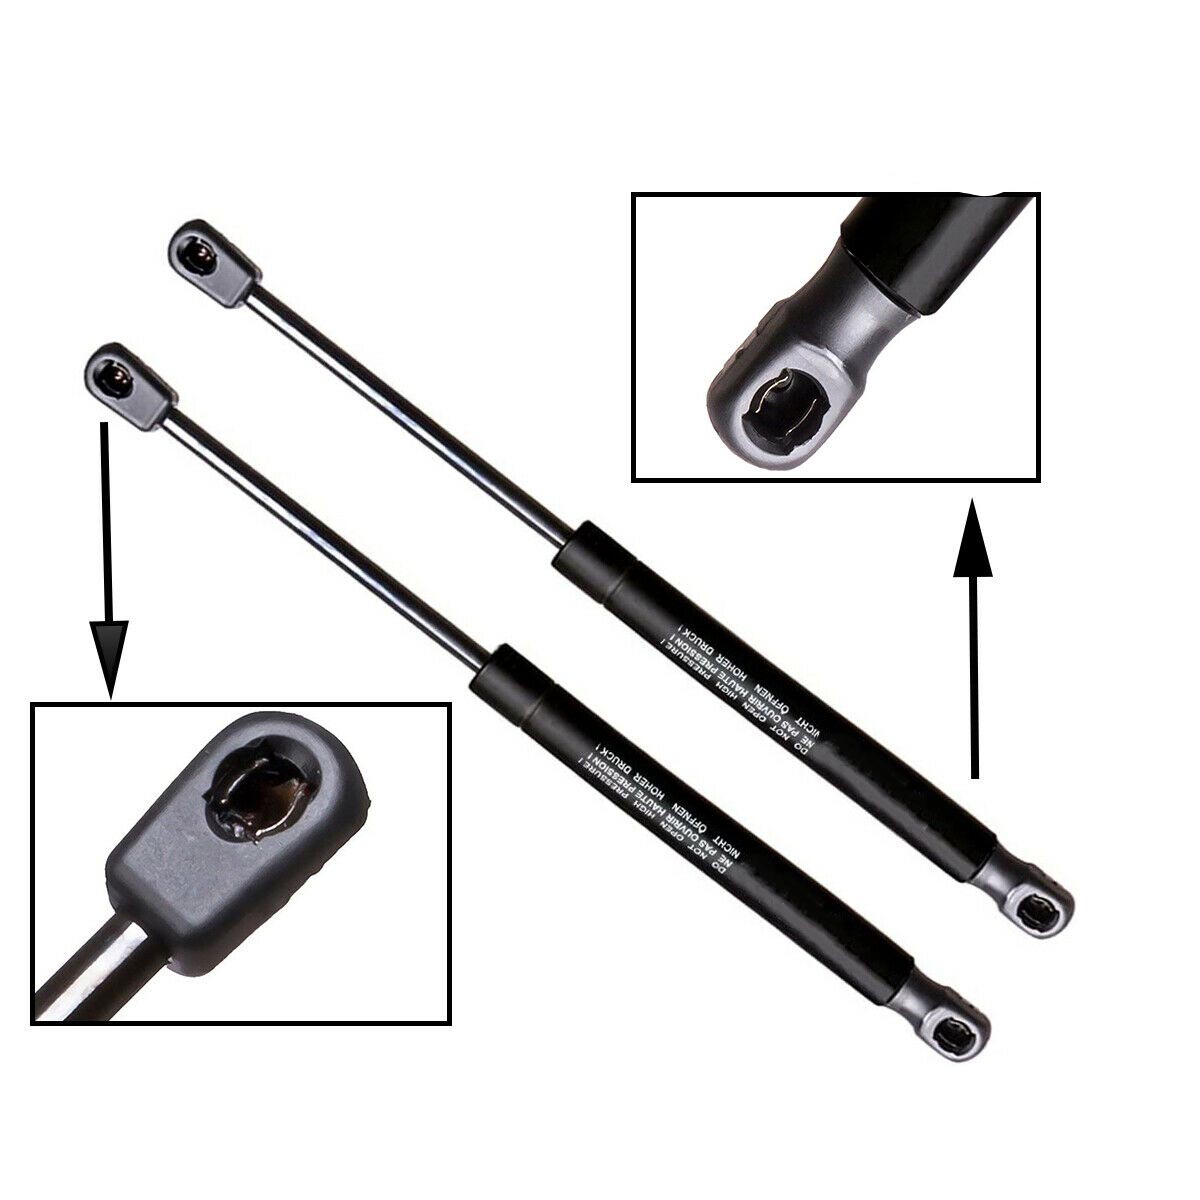 DO NOT OPEN HIGH PRESSURE!
NE PAS OUVRIR HAUTE PRESSION!
NICHT ÖFFNEN HOHER DRUCK!
DO NOT OPEN HIGH PRESSURE!
NE PAS OUVRIR HAUTE PRESSION!
NICHT ÖFFNEN HOHER DRUCK!